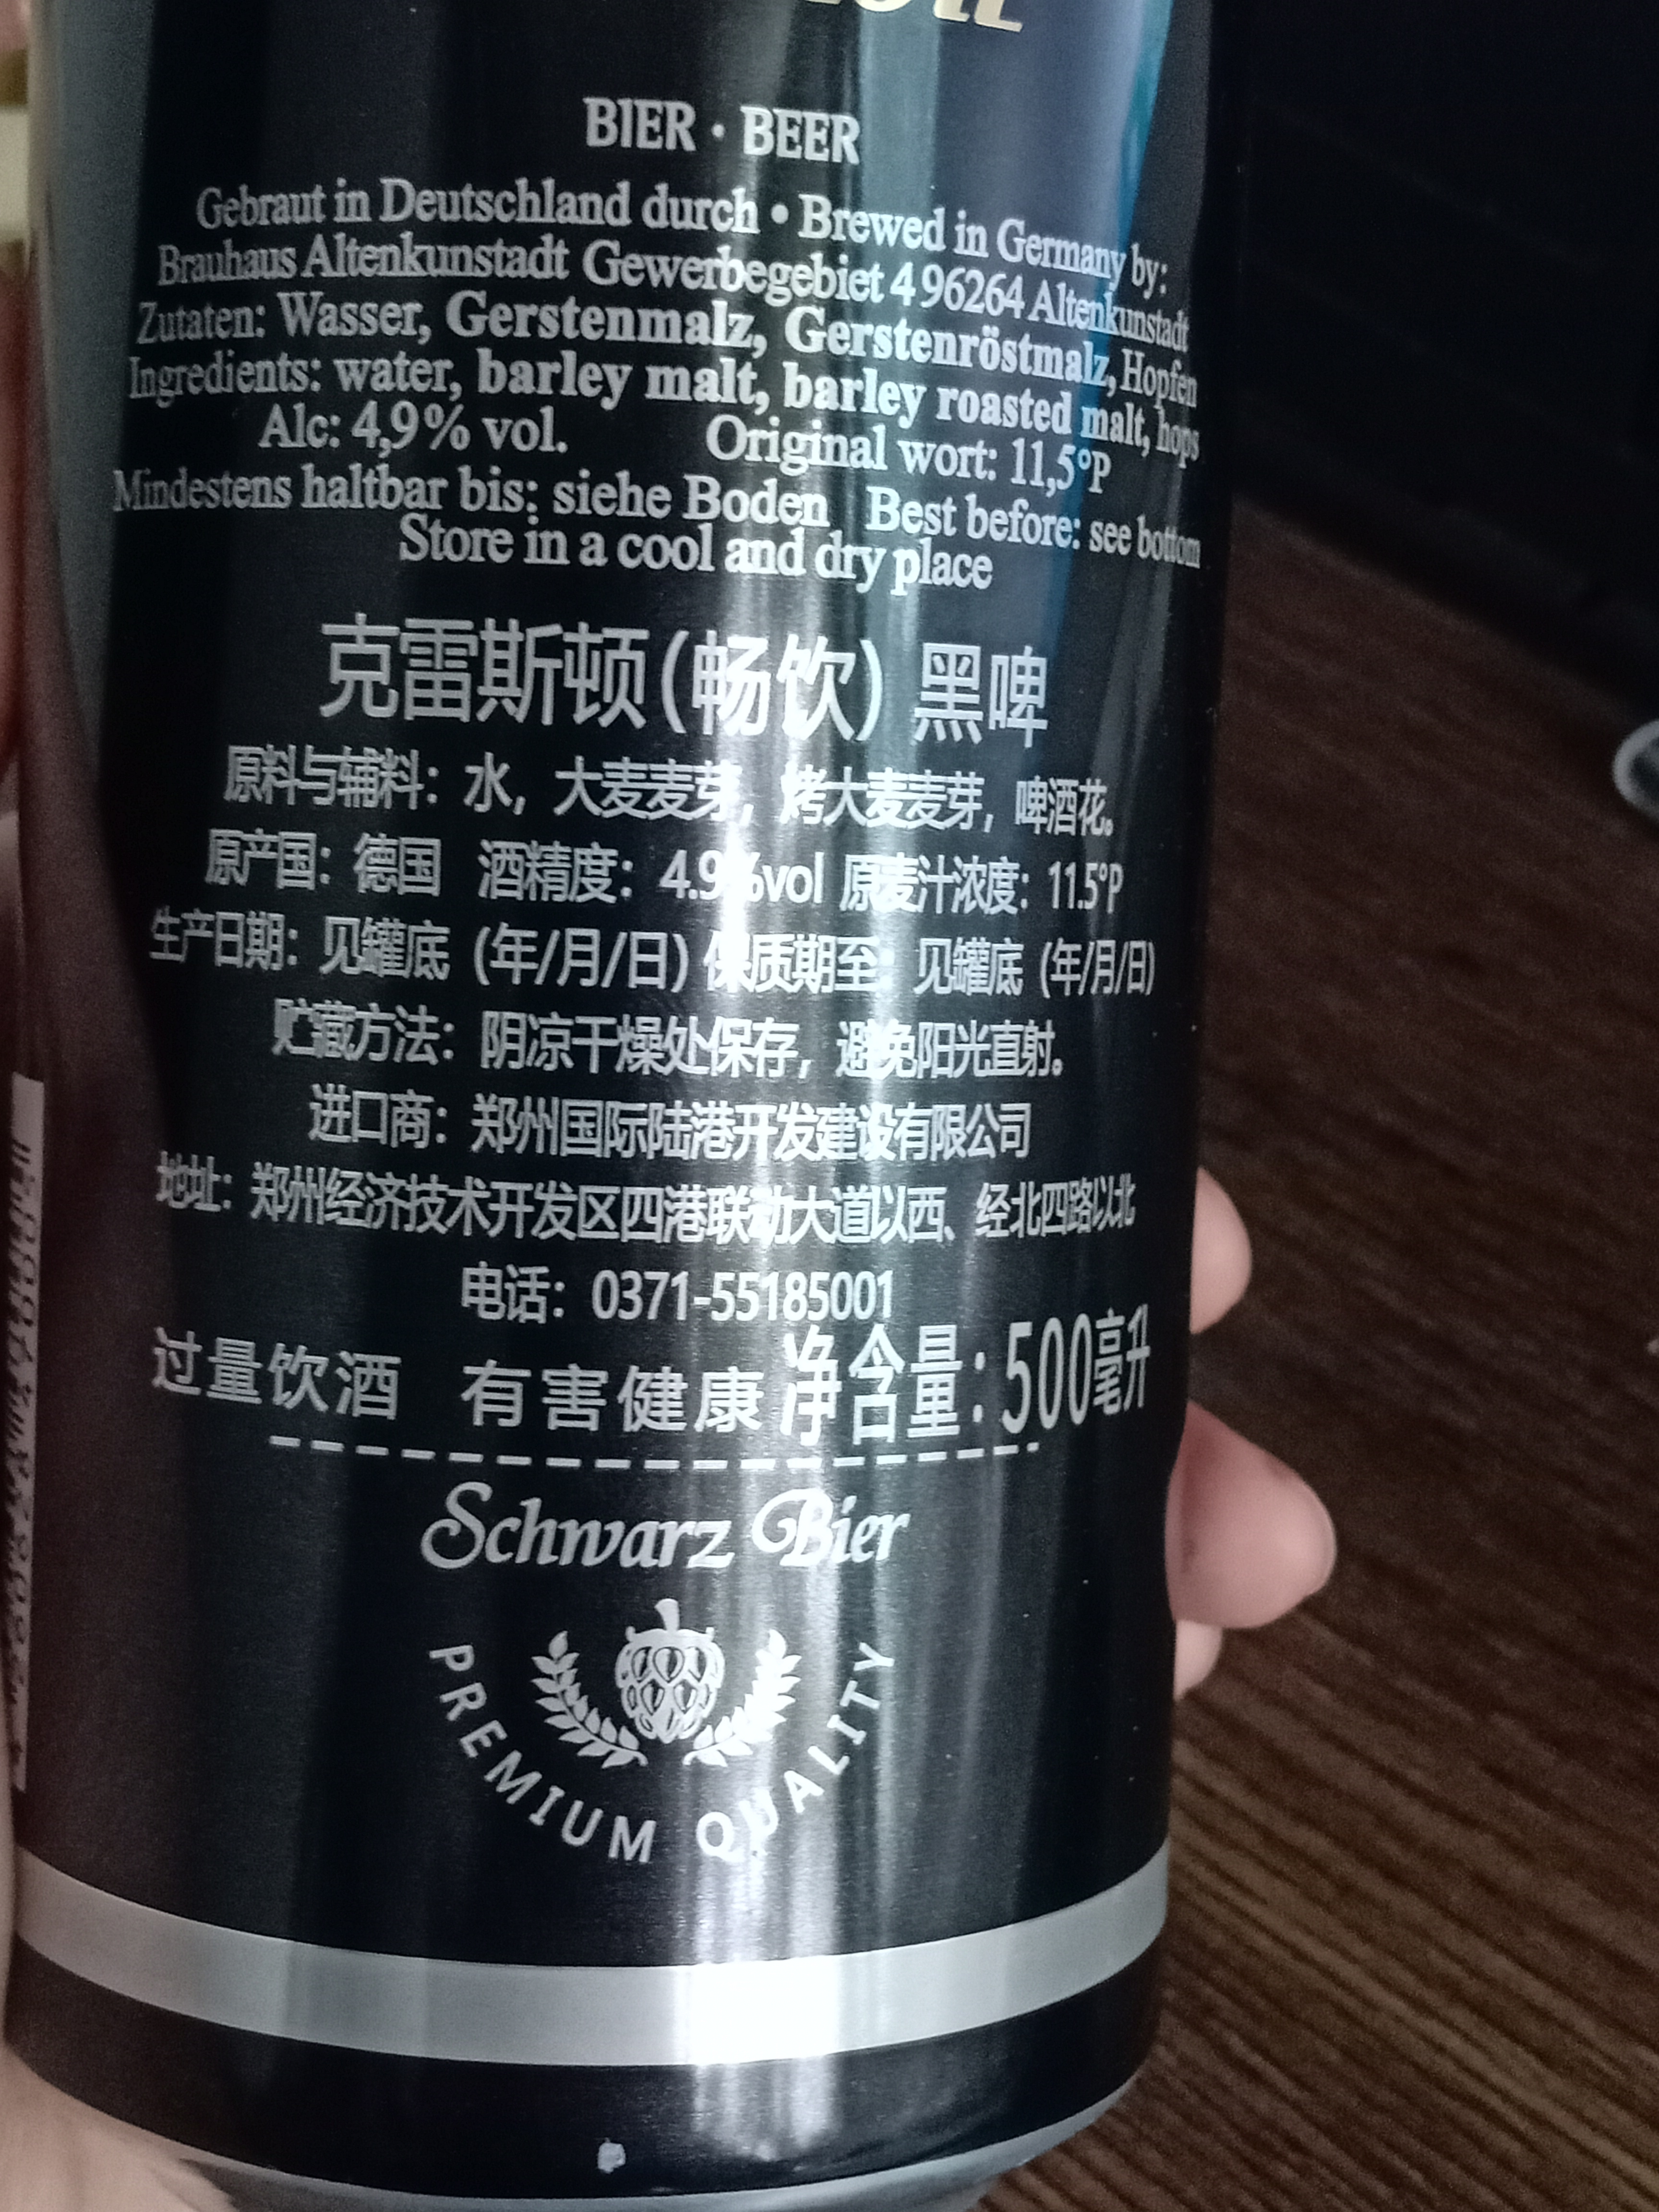 BIER · BEER
Gebraut in Deutschland durch • Brewed in Germany by:
Brauhaus Altenkunstadt Gewerbegebiet 4 96264 Altenkunstadt
Zutaten: Wasser, Gerstenmalz, Gerstenröstmalz, Hopfen
Ingredients: water, barley malt, barley roasted malt, hops
Alc: 4,9% vol. Original wort: 11,5°P
Mindestens haltbar bis: siehe Boden Best before: see bottom
Store in a cool and dry place
克雷斯顿(畅饮) 黑啤
原料与辅料：水，大麦麦芽，烤大麦麦芽，啤酒花。
原产国：德国 酒精度：4.9%vol 原麦汁浓度：11.5°P
生产日期：见罐底 (年/月/日) 保质期至：见罐底 (年/月/日)
贮藏方法：阴凉干燥处保存，避免阳光直射。
进口商：郑州国际陆港开发建设有限公司
地址：郑州经济技术开发区四港联动大道以西、经北四路以北
电话：0371-55185001
过量饮酒 有害健康 净含量：500毫升
Schwarz Bier
PREMIUM QUALITY